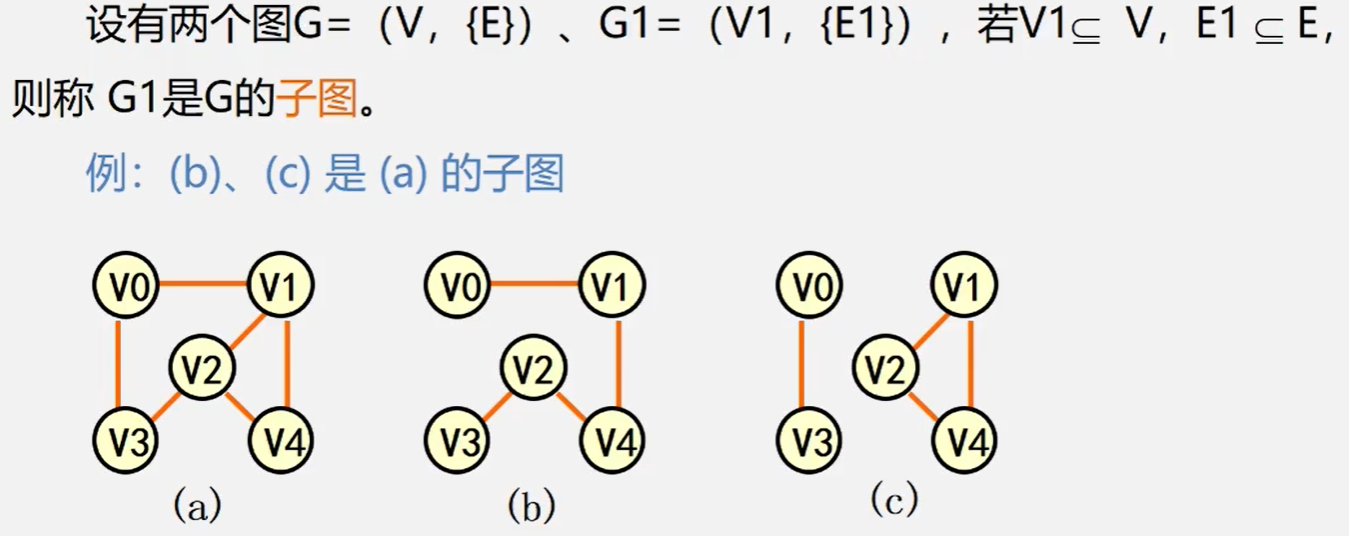 设有两个图G=（V，{E}）、G1=（V1，{E1}），若V1⊆ V，E1 ⊆ E，
则称 G1是G的子图。
例：(b)、(c) 是 (a) 的子图
V0 V1 V0 V1 V0 V1
V2 V2 V2
V3 V4 V3 V4 V3 V4
(a) (b) (c)